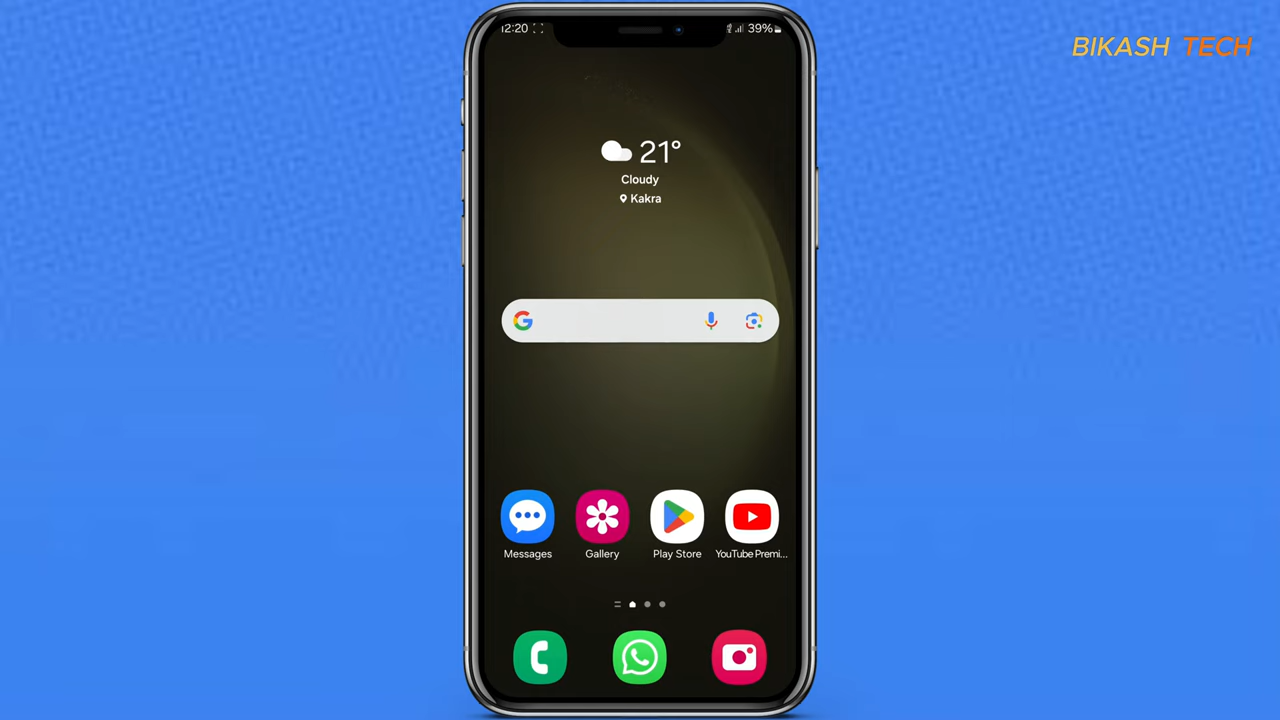 BIKASH TECH
12:20
39%
21°
Cloudy
Kakra
Messages
Gallery
Play Store
YouTube Premi...